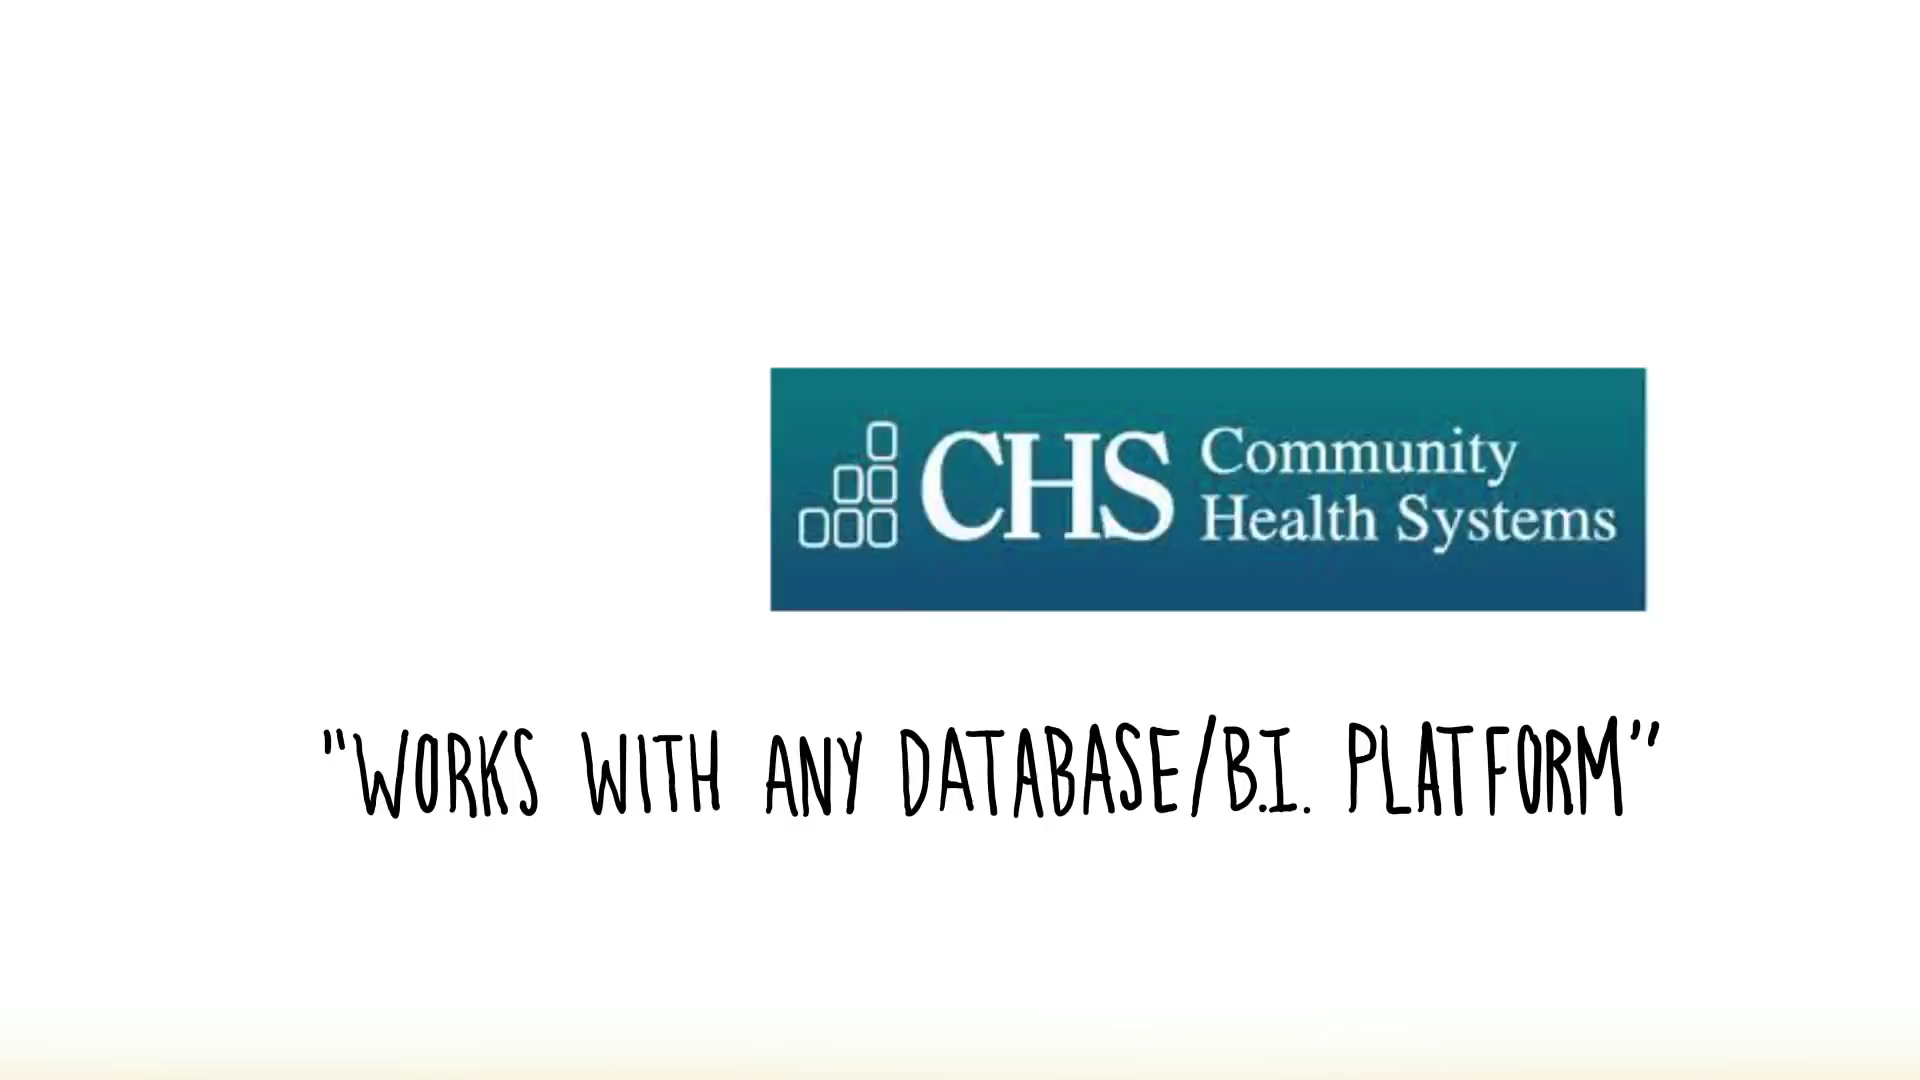 CHS Community
Health Systems
"WORKS WITH ANY DATABASE/B.I. PLATFORM"